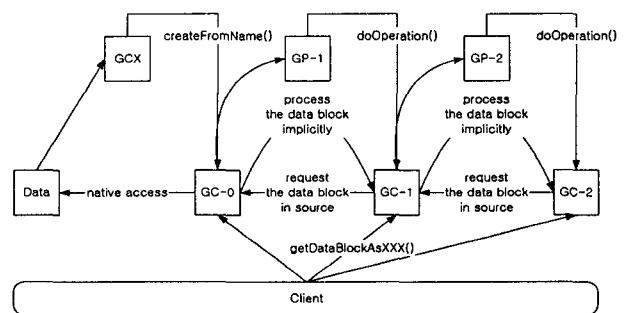 createFromName()
doOperation()
doOperation()
GCX
GP-1
GP-2
process
the data block
implicitly
process
the data block
implicitly
Data
native access
GC-0
request
the data block
in source
GC-1
request
the data block
in source
GC-2
getDataBlockAsXXX()
Client